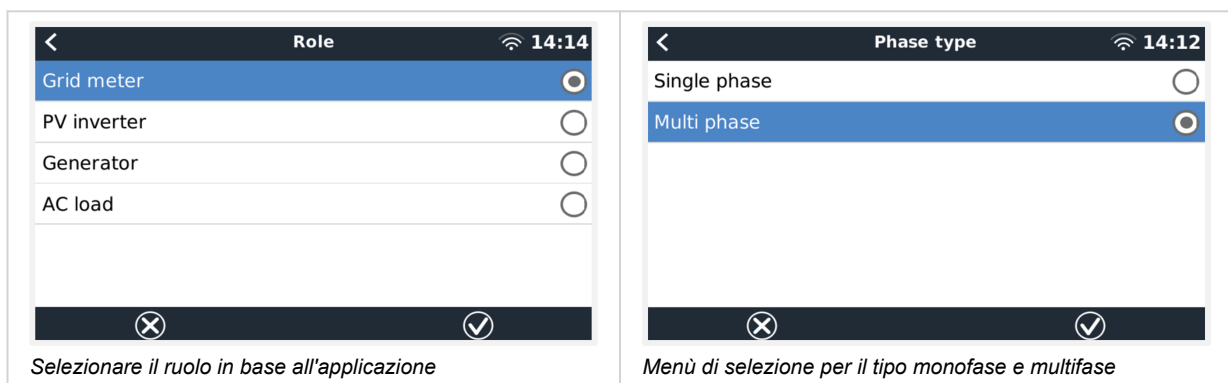 Role
14:14
Grid meter
PV inverter
Generator
AC load
Selezionare il ruolo in base all'applicazione
Phase type
14:12
Single phase
Multi phase
Menù di selezione per il tipo monofase e multifase